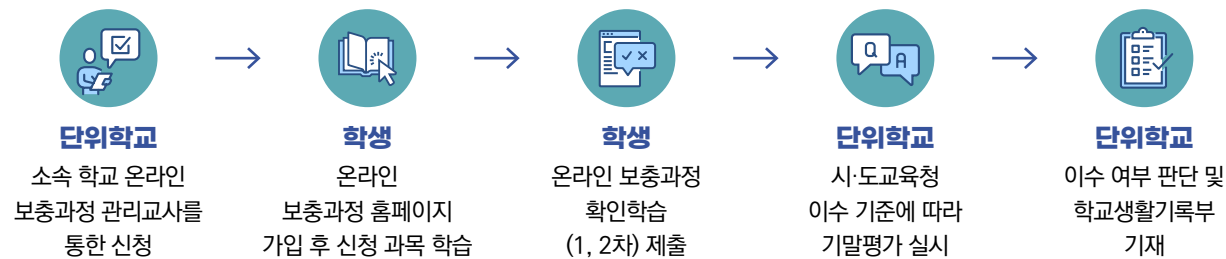 Q
A
단위학교
소속 학교 온라인
보충과정 관리교사를
통한 신청
학생
온라인
보충과정 홈페이지
가입 후 신청 과목 학습
학생
온라인 보충과정
확인학습
(1, 2차) 제출
단위학교
시·도교육청
이수 기준에 따라
기말평가 실시
단위학교
이수 여부 판단 및
학교생활기록부
기재